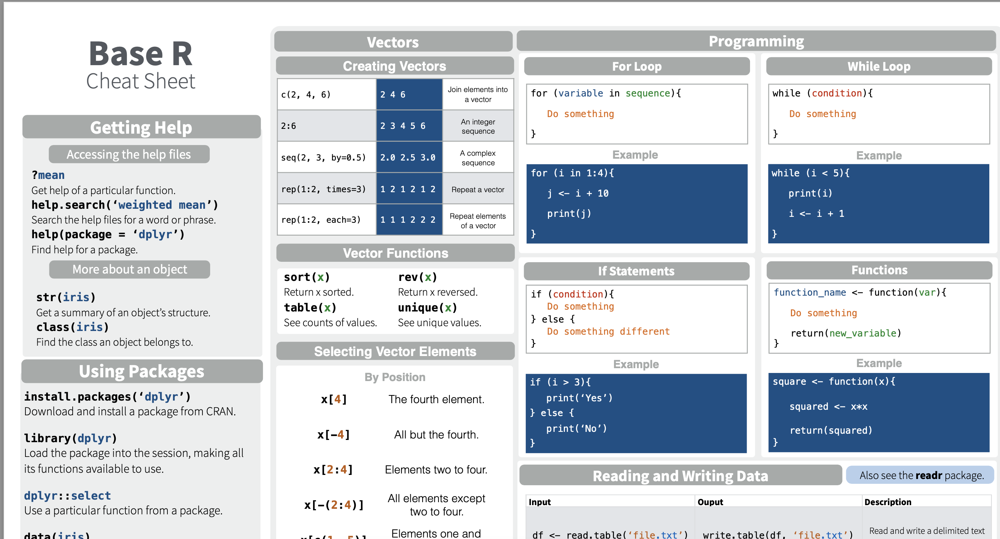 Base R
Cheat Sheet
Getting Help
Accessing the help files
?mean
Get help of a particular function.
help.search(‘weighted mean’)
Search the help files for a word or phrase.
help(package = ‘dplyr’)
Find help for a package.
More about an object
str(iris)
Get a summary of an object’s structure.
class(iris)
Find the class an object belongs to.
Using Packages
install.packages(‘dplyr’)
Download and install a package from CRAN.
library(dplyr)
Load the package into the session, making all
its functions available to use.
dplyr::select
Use a particular function from a package.
data(iris)
Vectors
Creating Vectors
c(2, 4, 6) 2 4 6 Join elements into
a vector
2:6 2 3 4 5 6 An integer
sequence
seq(2, 3, by=0.5) 2.0 2.5 3.0 A complex
sequence
rep(1:2, times=3) 1 2 1 2 1 2 Repeat a vector
rep(1:2, each=3) 1 1 1 2 2 2 Repeat elements
of a vector
Vector Functions
sort(x) rev(x)
Return x sorted. Return x reversed.
table(x) unique(x)
See counts of values. See unique values.
Selecting Vector Elements
By Position
x[4] The fourth element.
x[-4] All but the fourth.
x[2:4] Elements two to four.
x[-(2:4)] All elements except
two to four.
x[c(1, 5)] Elements one and
Programming
For Loop
for (variable in sequence){
Do something
}
Example
for (i in 1:4){
j <- i + 10
print(j)
}
While Loop
while (condition){
Do something
}
Example
while (i < 5){
print(i)
i <- i + 1
}
If Statements
if (condition){
Do something
} else {
Do something different
}
Example
if (i > 3){
print(‘Yes’)
} else {
print(‘No’)
}
Functions
function_name <- function(var){
Do something
return(new_variable)
}
Example
square <- function(x){
squared <- x*x
return(squared)
}
Reading and Writing Data
Also see the readr package.
Input Ouput Description
df <- read.table(‘file.txt’) write.table(df, ‘file.txt’) Read and write a delimited text